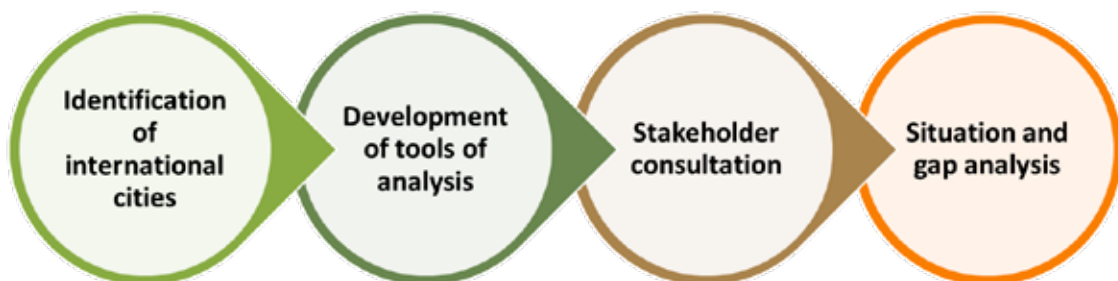 Identification
of
international
cities
Development
of tools of
analysis
Stakeholder
consultation
Situation and
gap analysis